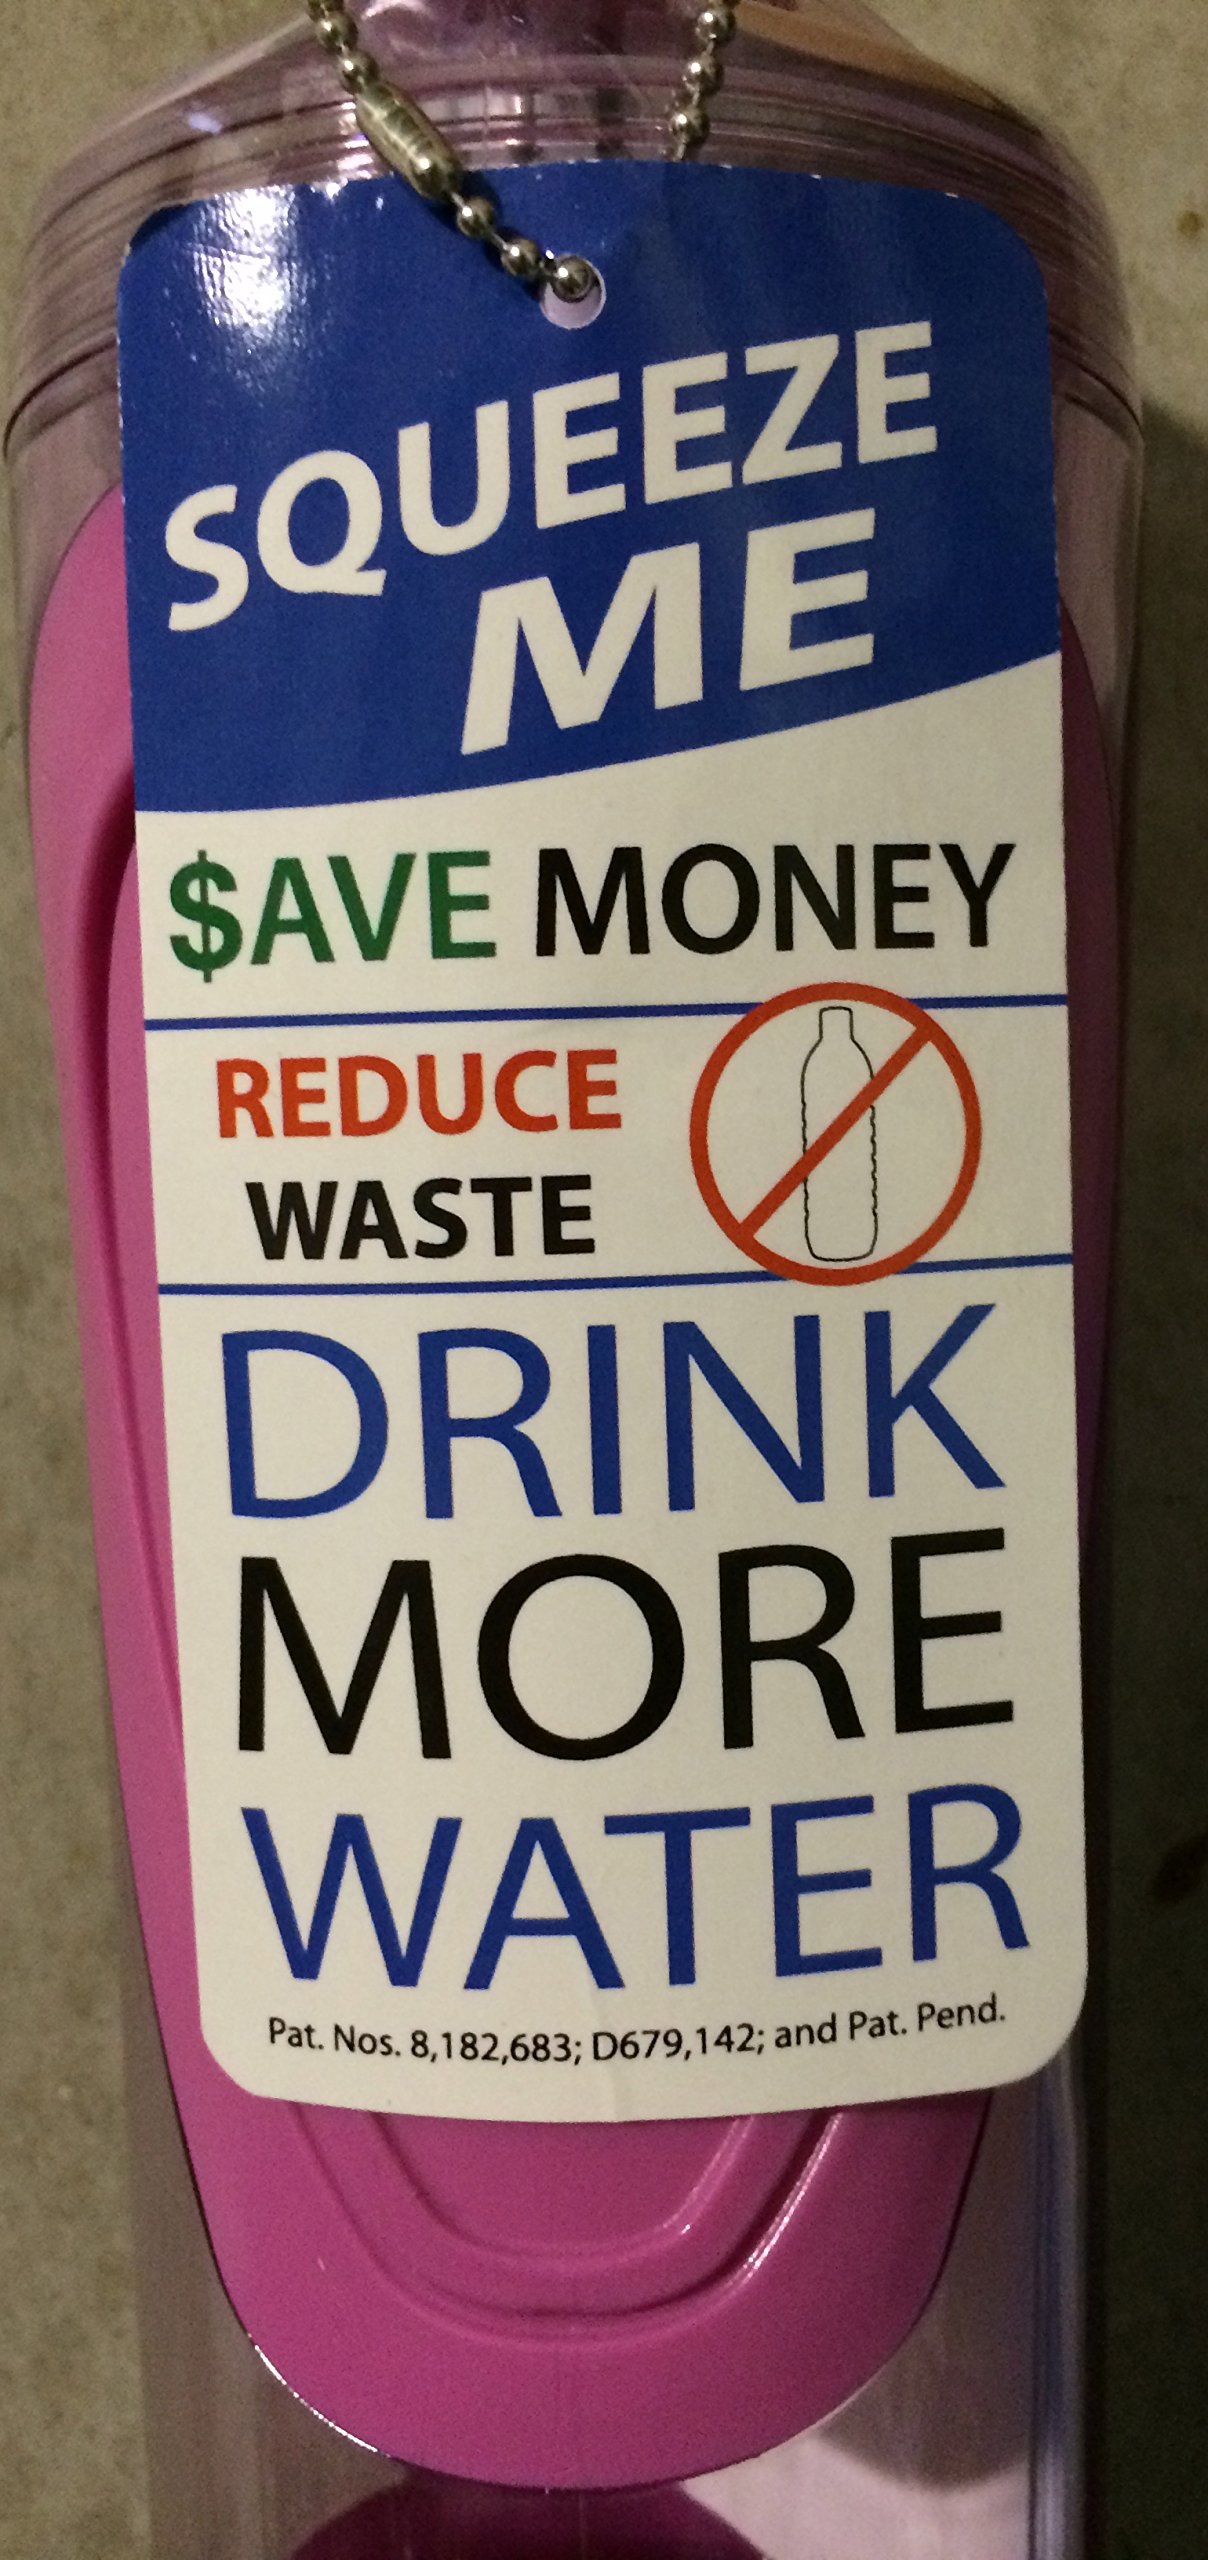 SQUEEZE
ME
$AVE MONEY
REDUCE
WASTE
DRINK
MORE
WATER
Pat. Nos. 8,182,683; D679,142; and Pat. Pend.